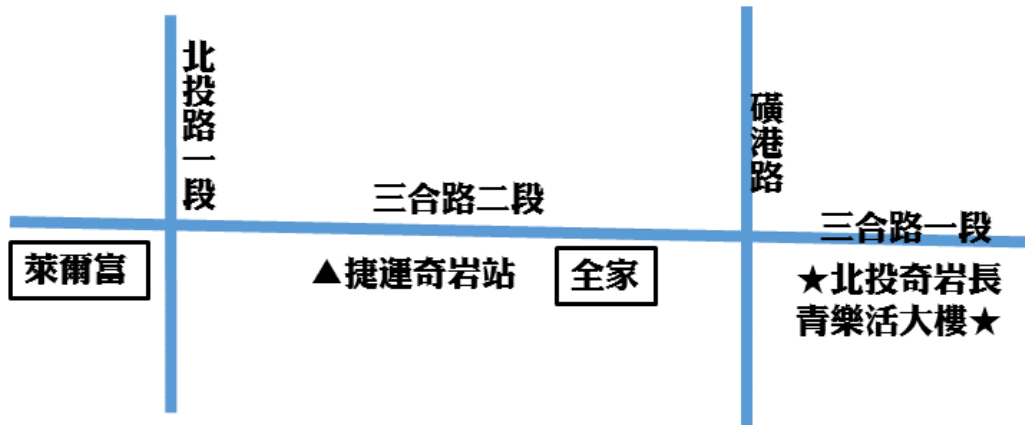 北投路一段
磺港路
三合路二段
三合路一段
萊爾富
▲捷運奇岩站
全家
★北投奇岩長
青樂活大樓★